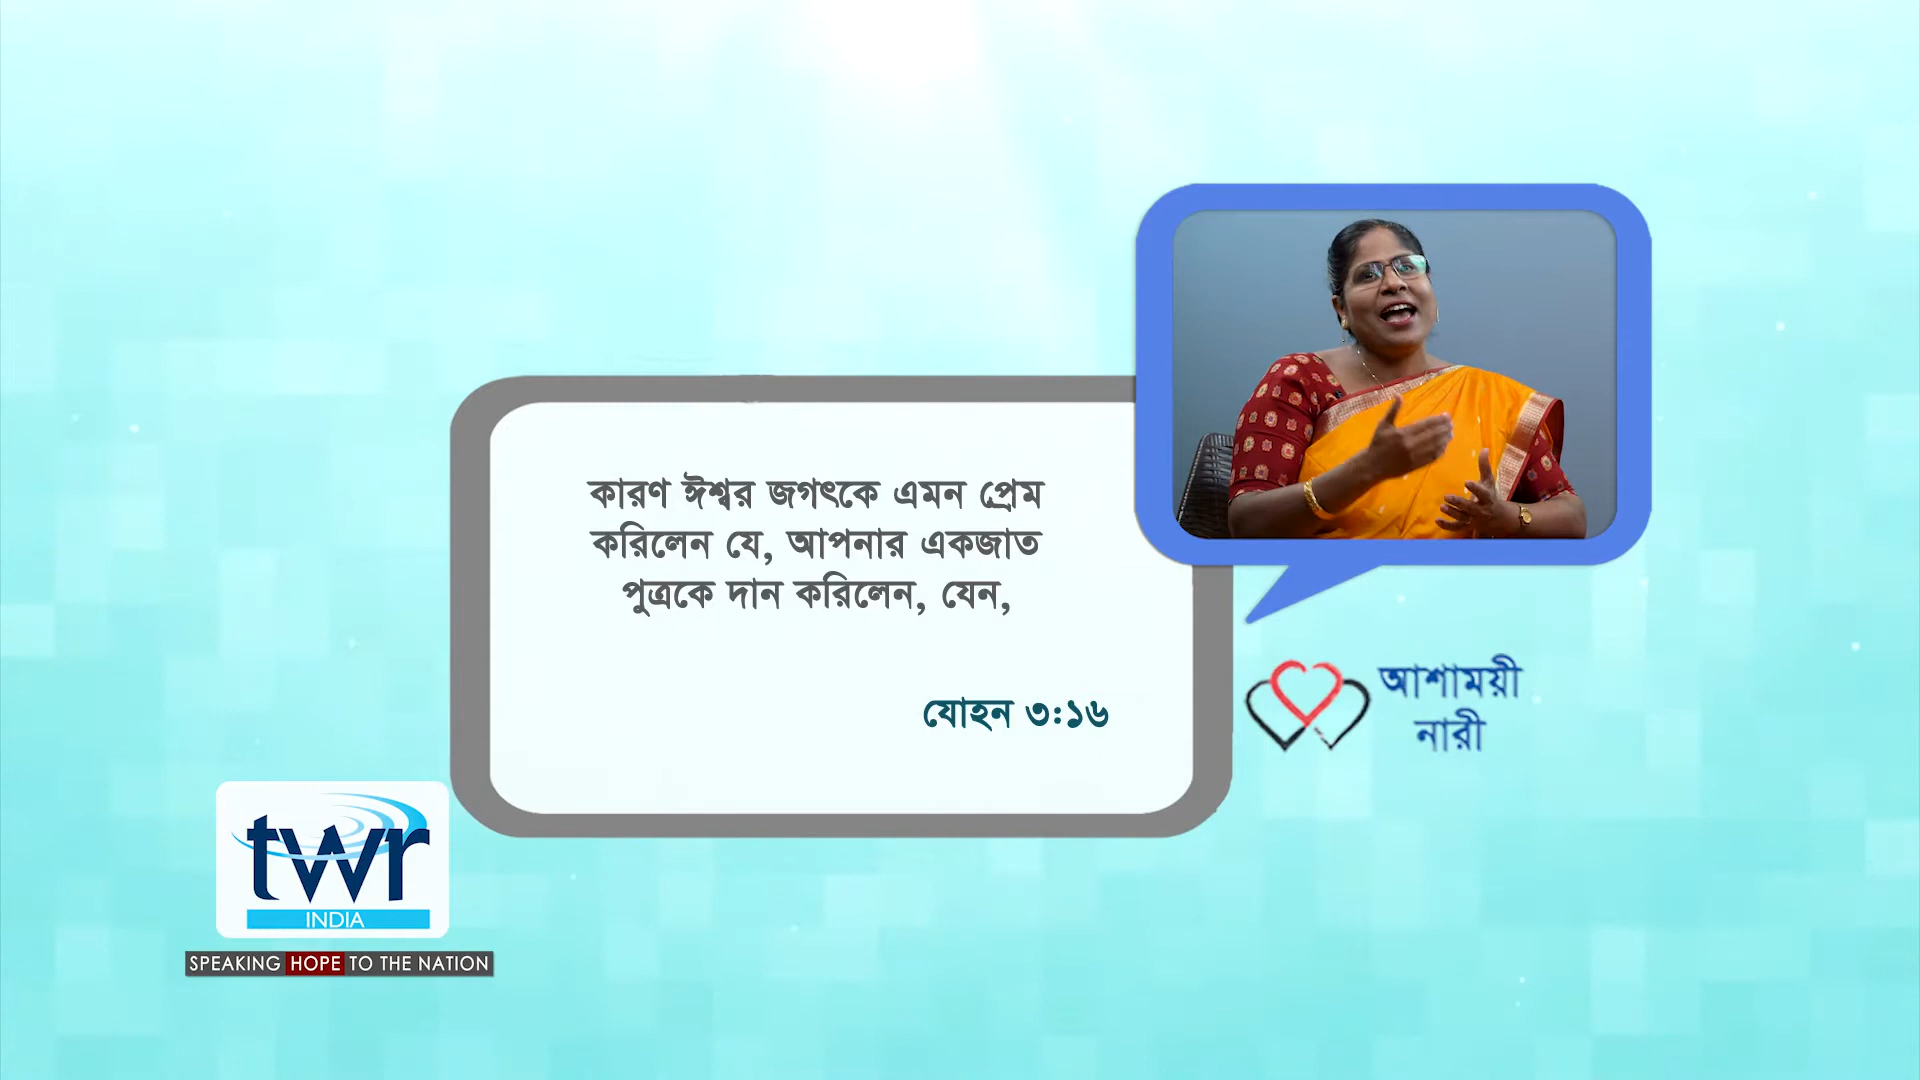 কারণ ঈশ্বর জগৎকে এমন প্রেম
করিলেন যে, আপনার একজাত
পুত্রকে দান করিলেন, যেন,
যোহন ৩:১৬
আশাময়ী
নারী
twr
INDIA
SPEAKING HOPE TO THE NATION